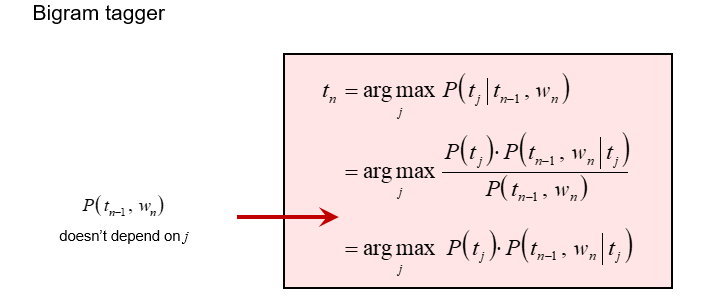 Bigram tagger
t_n = arg max_j P(t_j | t_{n–1}, w_n)
= arg max_j P(t_j) · P(t_{n–1}, w_n | t_j) / P(t_{n–1}, w_n)
P(t_{n–1}, w_n)
doesn't depend on j
= arg max_j P(t_j) · P(t_{n–1}, w_n | t_j)